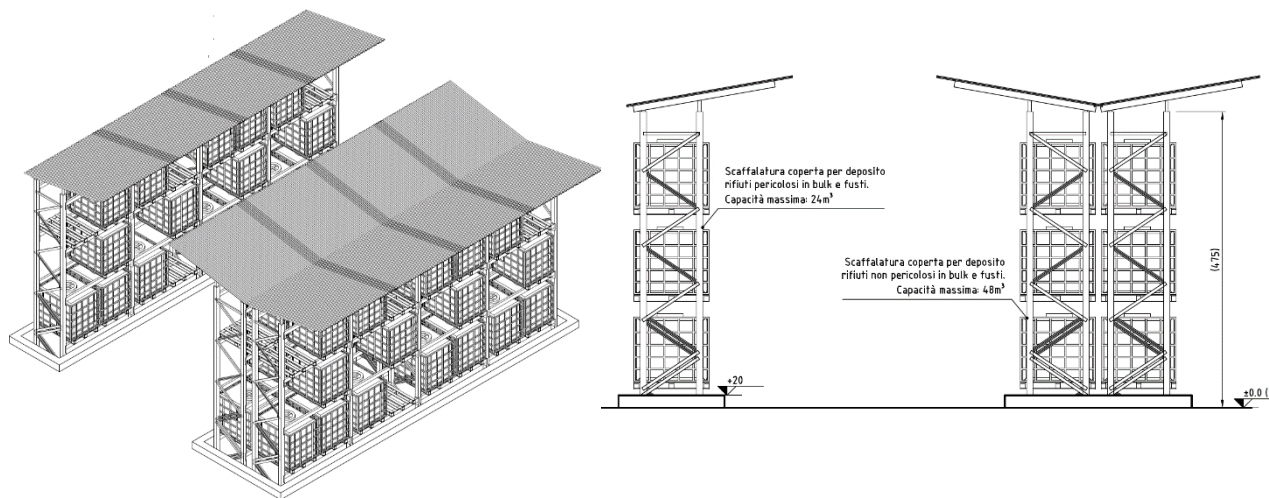 Scaffalatura coperta per deposito
rifiuti pericolosi in bulk e fusti.
Capacità massima: 24m³
Scaffalatura coperta per deposito
rifiuti non pericolosi in bulk e fusti.
Capacità massima: 48m³
(475)
+20
±0.0 (